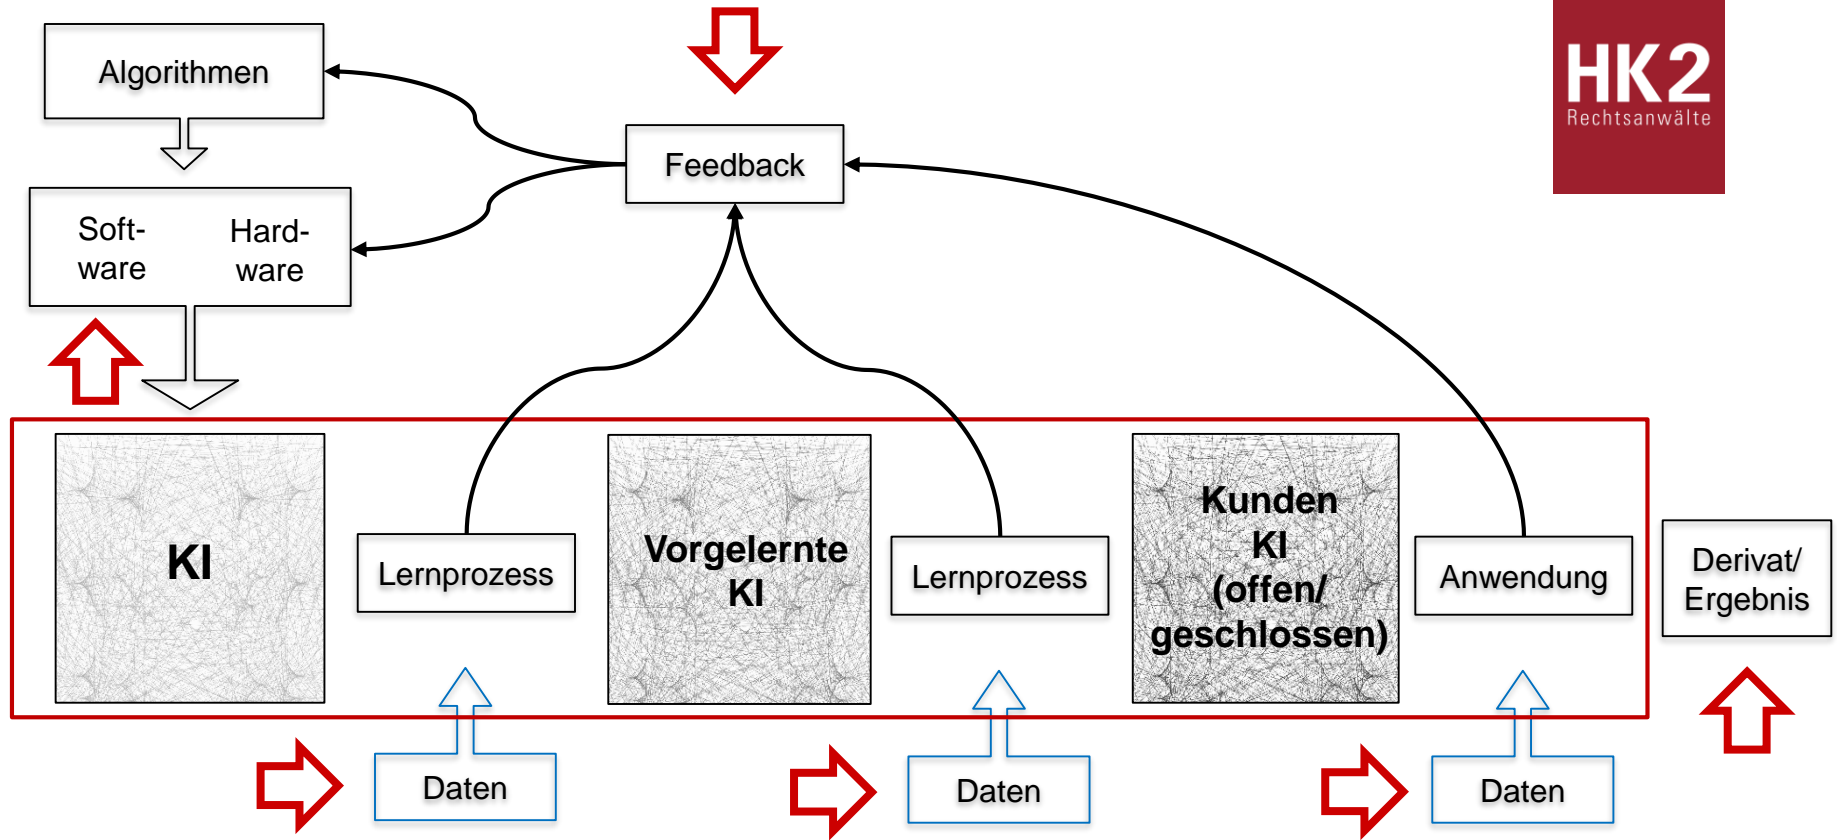 HK2
Rechtsanwälte
Algorithmen
Feedback
Soft-
ware
Hard-
ware
KI
Lernprozess
Vorgelernte
KI
Lernprozess
Kunden
KI
(offen/
geschlossen)
Anwendung
Derivat/
Ergebnis
Daten
Daten
Daten